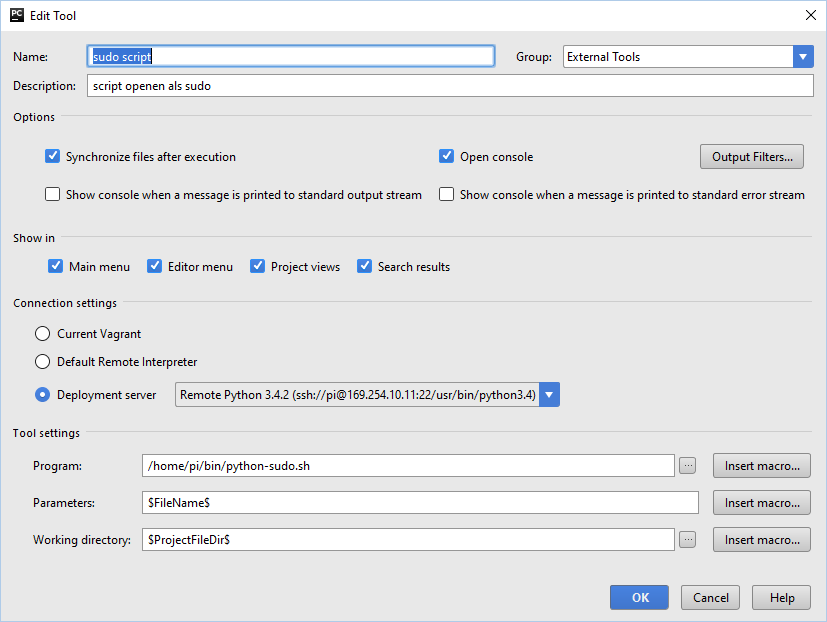 PC Edit Tool
Name: sudo script Group: External Tools
Description: script openen als sudo
Options
Synchronize files after execution Open console Output Filters...
Show console when a message is printed to standard output stream Show console when a message is printed to standard error stream
Show in
Main menu Editor menu Project views Search results
Connection settings
Current Vagrant
Default Remote Interpreter
Deployment server Remote Python 3.4.2 (ssh://pi@169.254.10.11:22/usr/bin/python3.4)
Tool settings
Program: /home/pi/bin/python-sudo.sh ... Insert macro...
Parameters: $FileName$ Insert macro...
Working directory: $ProjectFileDir$ ... Insert macro...
OK Cancel Help